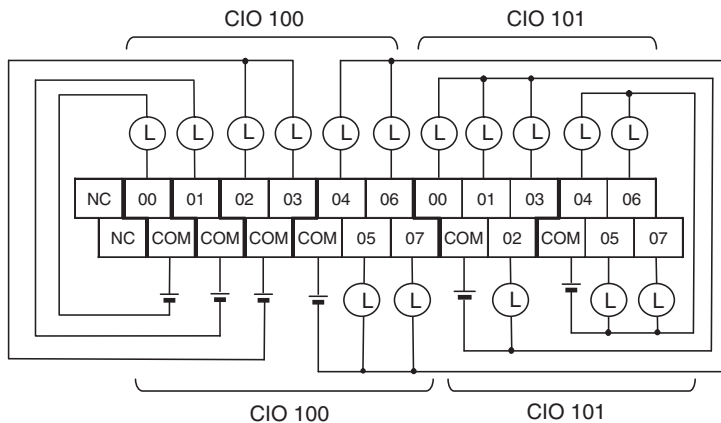 CIO 100 CIO 101
L L L L L L L L L L L
NC 00 01 02 03 04 06 00 01 03 04 06
NC COM COM COM COM 05 07 COM 02 COM 05 07
L L L L L
CIO 100 CIO 101